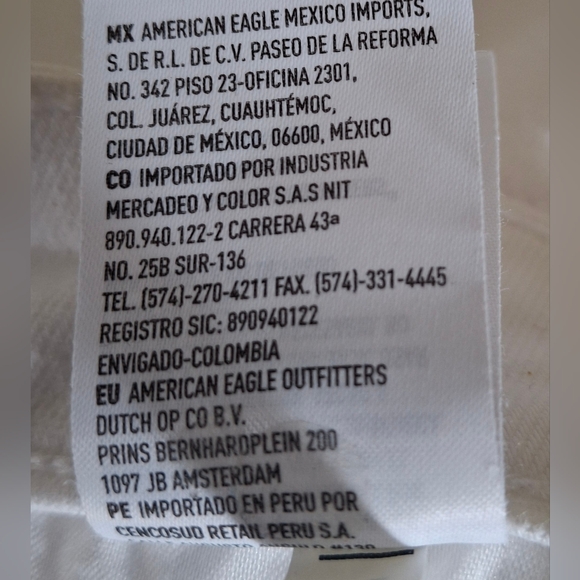 MX AMERICAN EAGLE MEXICO IMPORTS,
S. DE R.L. DE C.V. PASEO DE LA REFORMA
NO. 342 PISO 23-OFICINA 2301,
COL. JUÁREZ, CUAUHTÉMOC,
CIUDAD DE MÉXICO, 06600, MÉXICO
CO IMPORTADO POR INDUSTRIA
MERCADEO Y COLOR S.A.S NIT
890.940.122-2 CARRERA 43ª
NO. 25B SUR-136
TEL. (574)-270-4211 FAX. (574)-331-4445
REGISTRO SIC: 890940122
ENVIGADO-COLOMBIA
EU AMERICAN EAGLE OUTFITTERS
DUTCH OP CO B.V.
PRINS BERNHARDPLEIN 200
1097 JB AMSTERDAM
PE IMPORTADO EN PERU POR
CENCOSUD RETAIL PERU S.A.